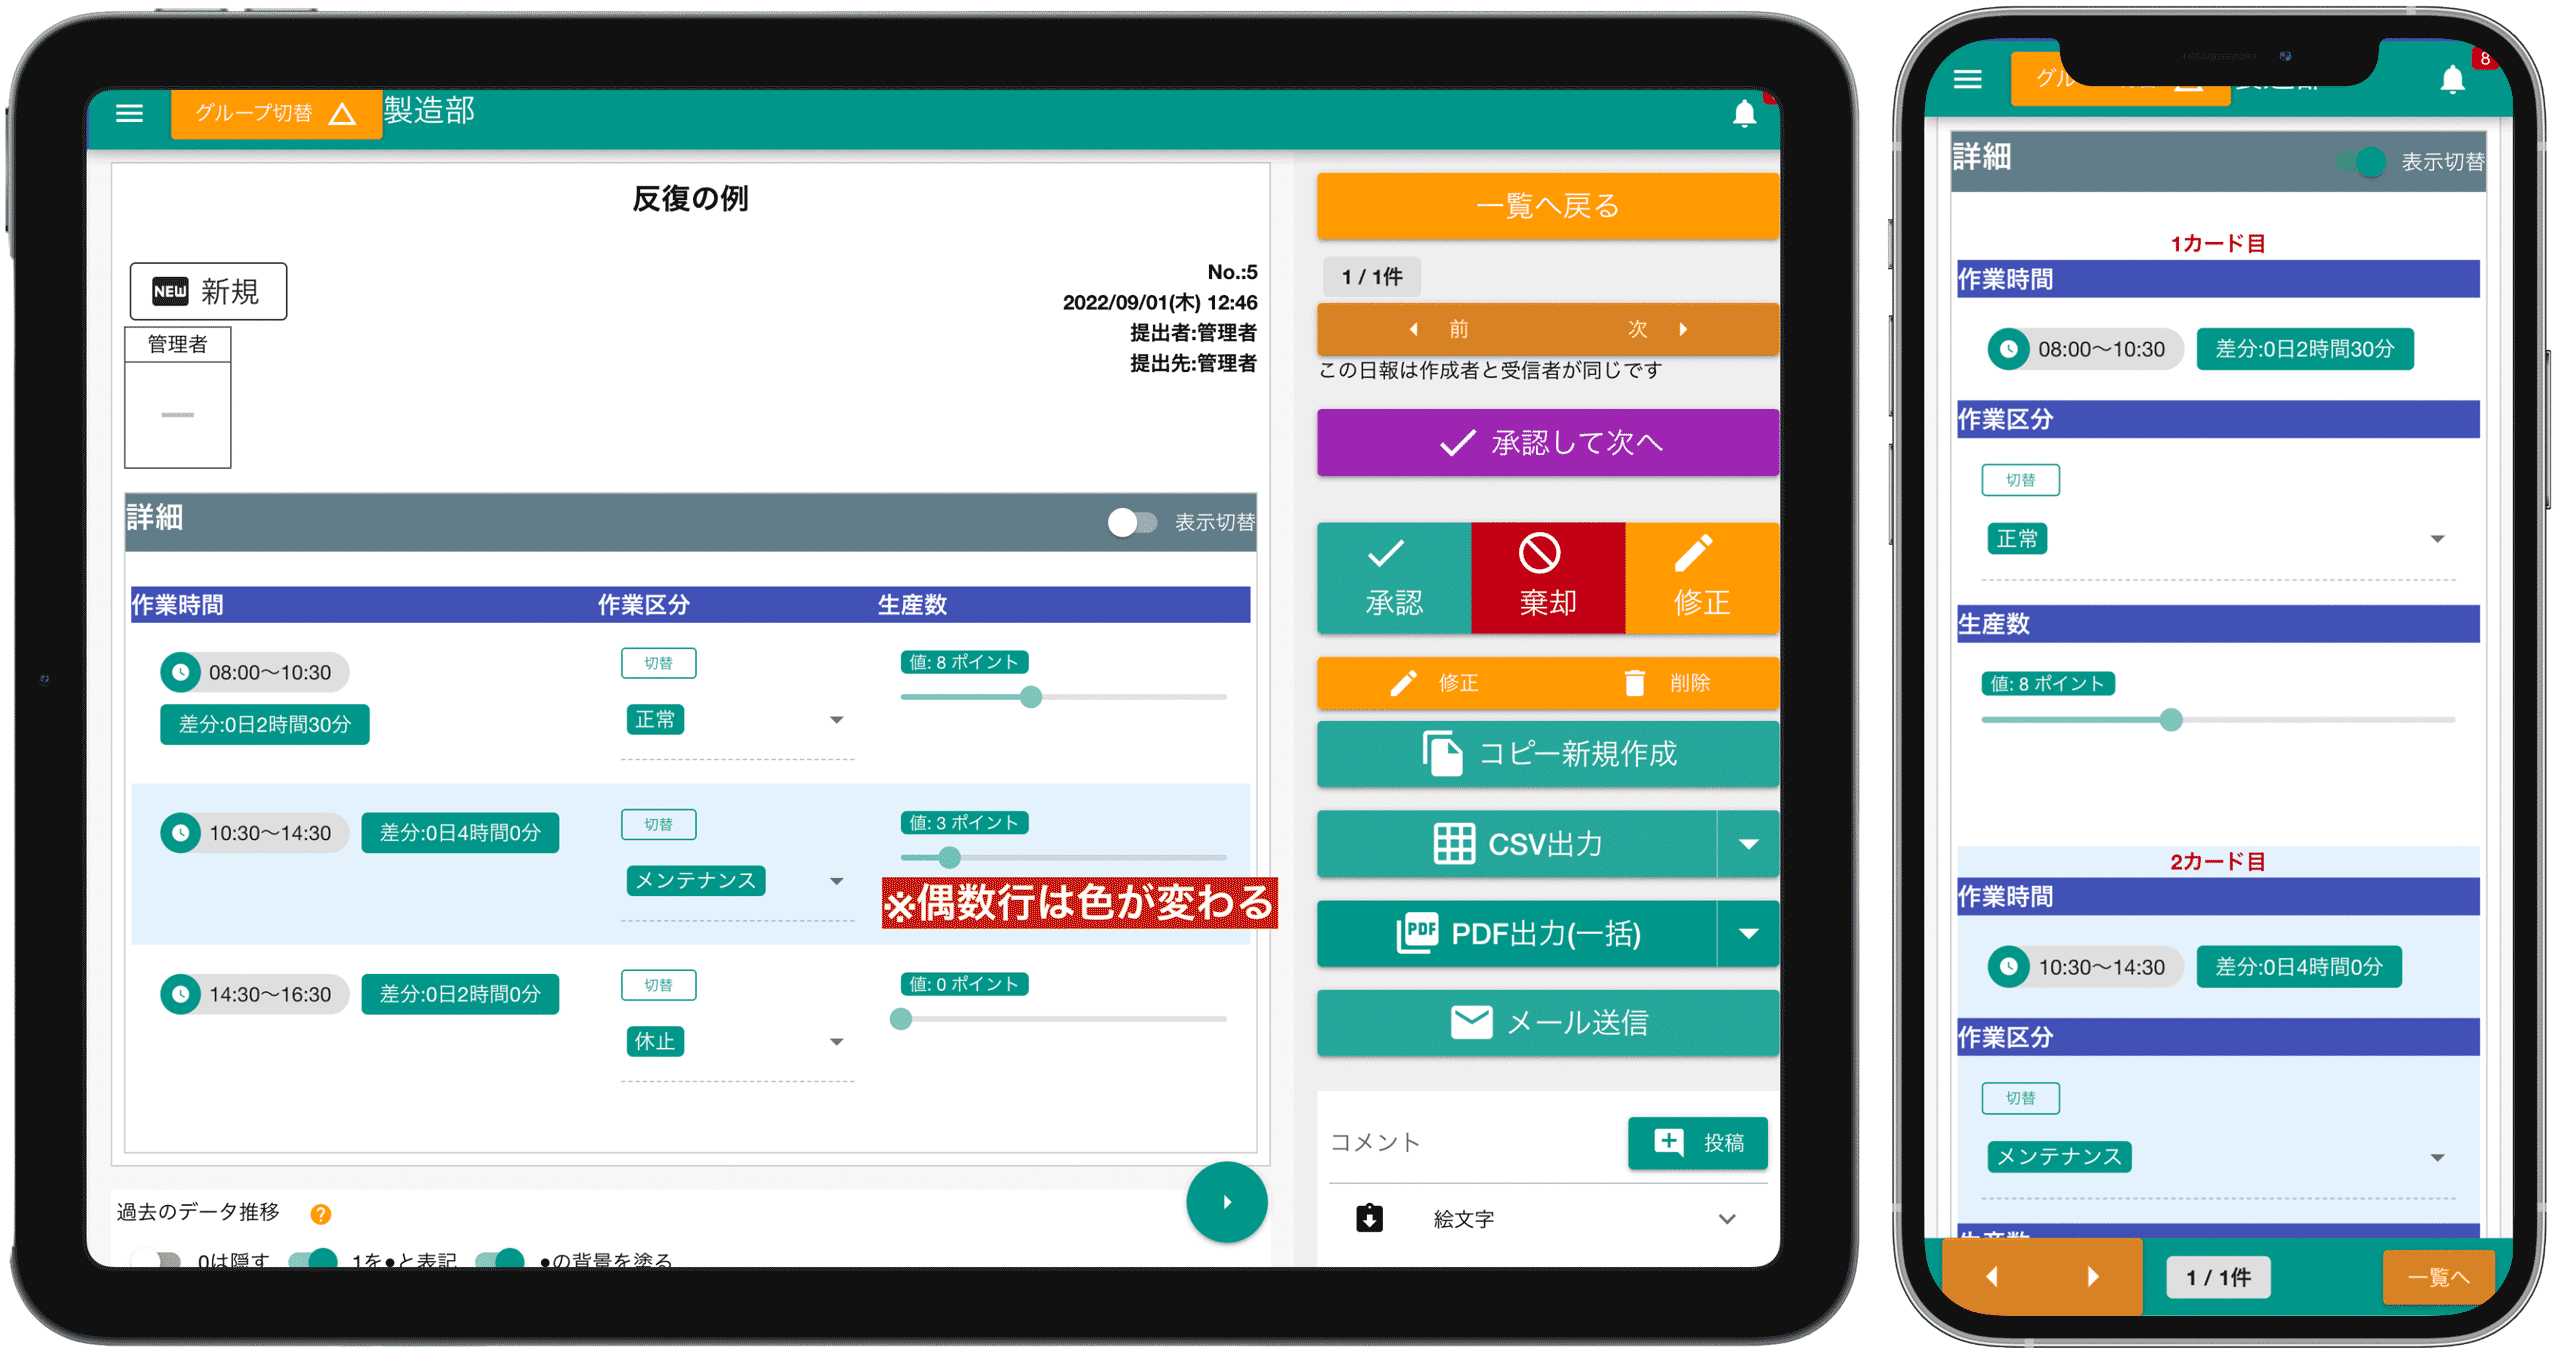 グループ切替 製造部
反復の例
NEW 新規
管理者
No.:5
2022/09/01(木) 12:46
提出者:管理者
提出先:管理者
詳細
表示切替
作業時間 作業区分 生産数
08:00〜10:30
差分:0日2時間30分
切替
正常
値: 8 ポイント
10:30〜14:30 差分:0日4時間0分
切替
メンテナンス
値: 3 ポイント
※偶数行は色が変わる
14:30〜16:30 差分:0日2時間0分
切替
休止
値: 0 ポイント
過去のデータ推移 ?
0は隠す 1を●と表記 ●の背景を塗る
一覧へ戻る
1 / 1件
前 次
この日報は作成者と受信者が同じです
承認して次へ
承認 棄却 修正
修正 削除
コピー新規作成
CSV出力
PDF PDF出力(一括)
メール送信
コメント 投稿
絵文字
8
詳細
表示切替
1カード目
作業時間
08:00〜10:30 差分:0日2時間30分
作業区分
切替
正常
生産数
値: 8 ポイント
2カード目
作業時間
10:30〜14:30 差分:0日4時間0分
作業区分
切替
メンテナンス
生産数
1 / 1件
一覧へ